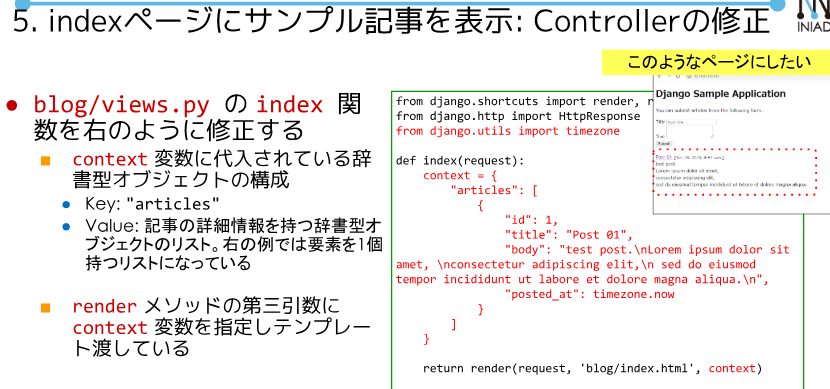 5. indexページにサンプル記事を表示: Controllerの修正
INIAD
このようなページにしたい
● blog/views.py の index 関
数を右のように修正する
■ context 変数に代入されている辞
書型オブジェクトの構成
● Key: "articles"
● Value: 記事の詳細情報を持つ辞書型オ
ブジェクトのリスト。右の例では要素を1個
持つリストになっている
■ render メソッドの第三引数に
context 変数を指定しテンプレー
ト渡している
from django.shortcuts import render, r
from django.http import HttpResponse
from django.utils import timezone
def index(request):
context = {
"articles": [
{
"id": 1,
"title": "Post 01",
"body": "test post.\nLorem ipsum dolor sit
amet, \nconsectetur adipiscing elit,\n sed do eiusmod
tempor incididunt ut labore et dolore magna aliqua.\n",
"posted_at": timezone.now
}
]
}
return render(request, 'blog/index.html', context)
Django Sample Application
You can submit articles from the following form.
Title
Text
Post 01
test post.
Lorem ipsum dolor sit amet,
consectetur adipiscing elit,
sed do eiusmod tempor incididunt ut labore et dolore magna aliqua.